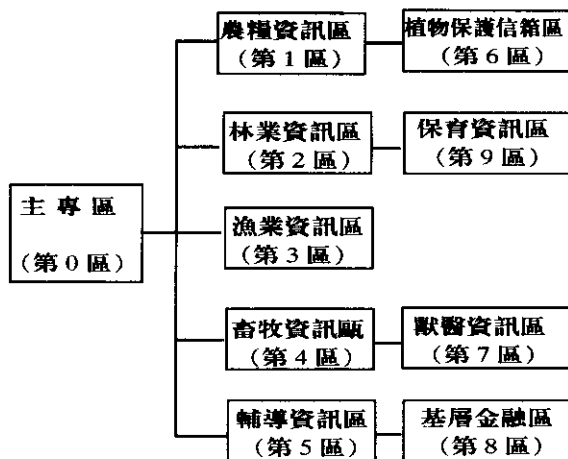 農糧資訊區
(第 1 區)
植物保護信箱區
(第 6 區)
林業資訊區
(第 2 區)
保育資訊區
(第 9 區)
主 專 區
(第 0 區)
漁業資訊區
(第 3 區)
畜牧資訊甌
(第 4 區)
獸醫資訊區
(第 7 區)
輔導資訊區
(第 5 區)
基層金融區
(第 8 區)